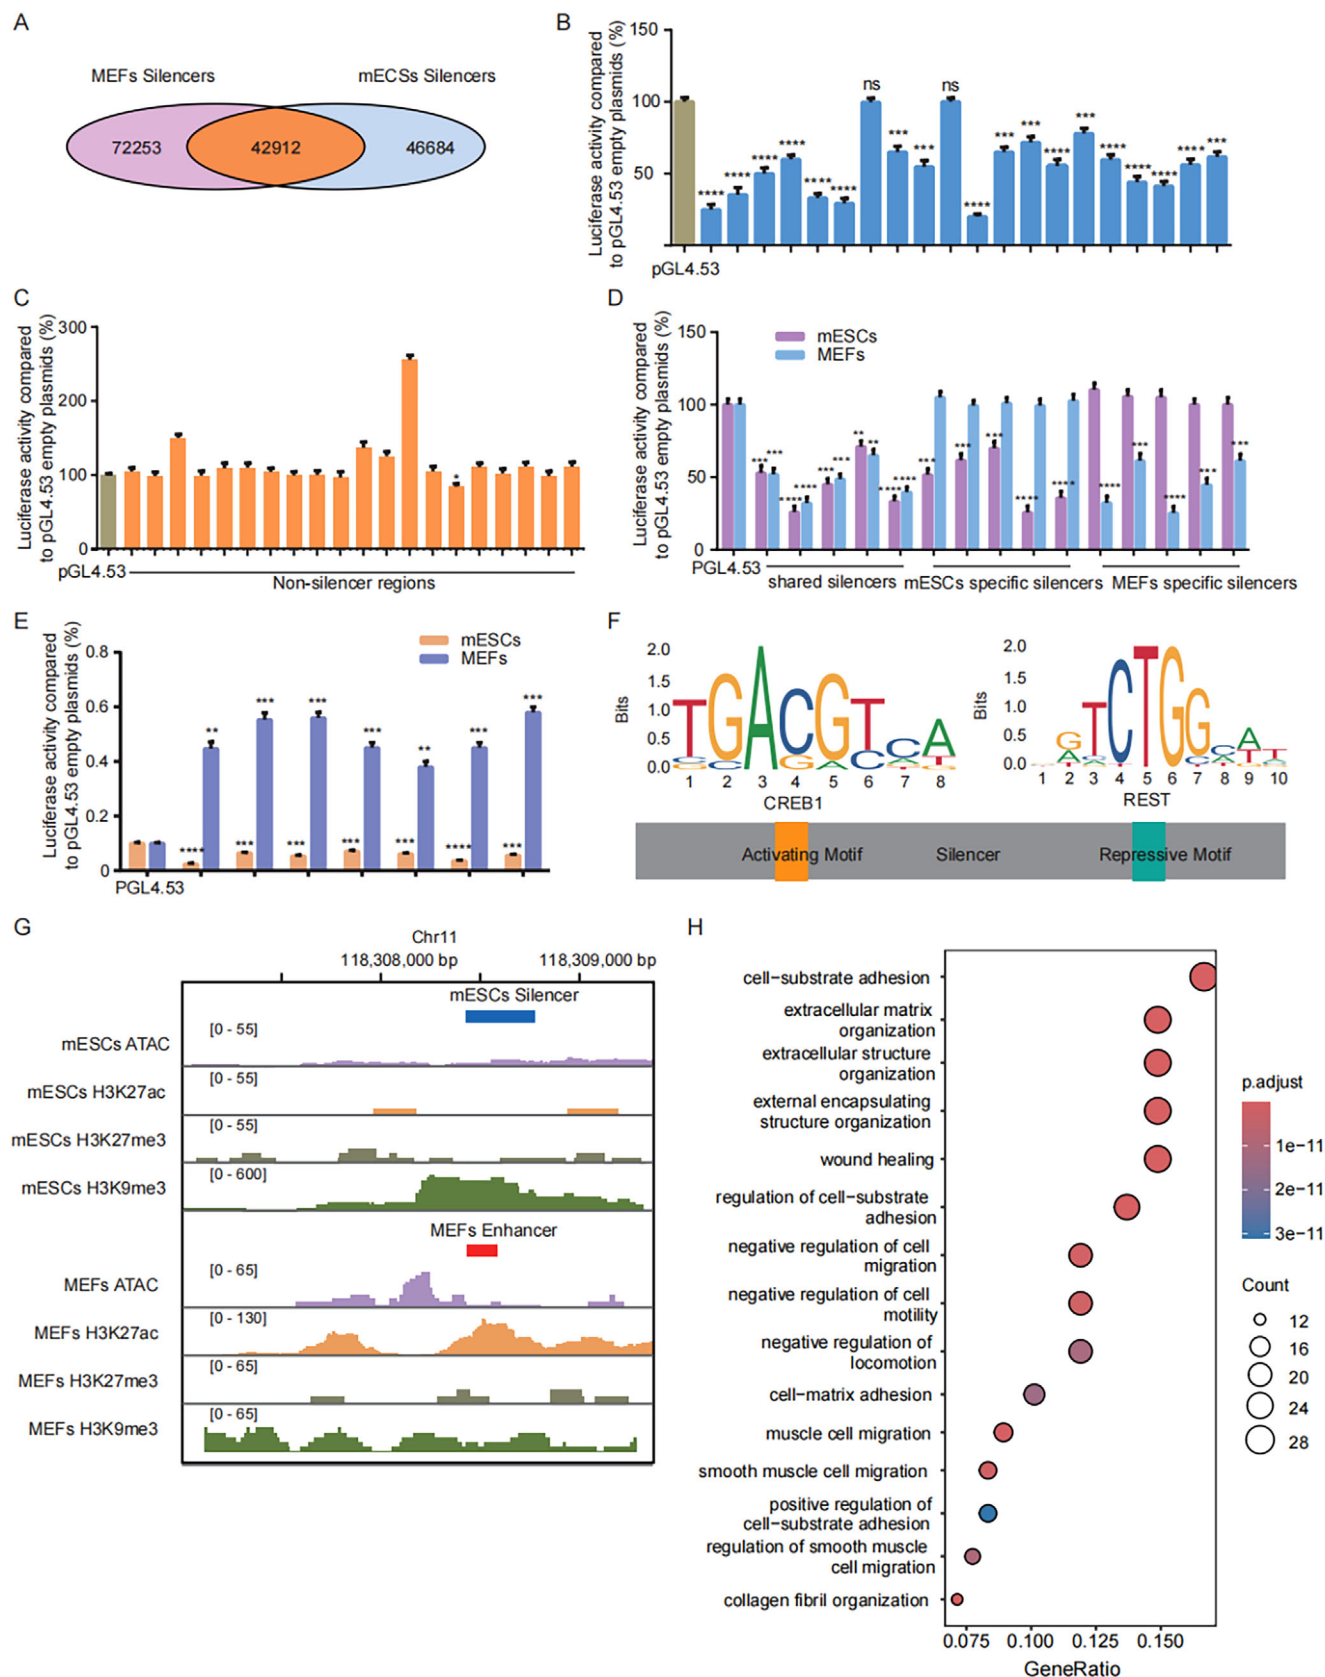 A
MEFs Silencers
mECSs Silencers
72253
42912
46684
B
Luciferase activity compared
to pGL4.53 empty plasmids (%)
150
100
50
ns
ns
****
****
****
****
****
****
***
***
****
***
***
****
***
****
****
****
****
***
pGL4.53
C
Luciferase activity compared
to pGL4.53 empty plasmids (%)
300
200
100
0
*
pGL4.53
Non-silencer regions
D
Luciferase activity compared
to pGL4.53 empty plasmids (%)
150
100
50
0
mESCs
MEFs
***
***
****
****
***
***
**
**
****
****
***
***
***
****
****
****
***
****
***
***
PGL4.53
shared silencers
mESCs specific silencers
MEFs specific silencers
E
Luciferase activity compared
to pGL4.53 empty plasmids (%)
0.8
0.6
0.4
0.2
0
mESCs
MEFs
****
**
***
***
***
***
***
***
***
**
****
***
***
***
PGL4.53
F
Bits
2.0
1.5
1.0
0.5
0.0
TGACGTCA
1 2 3 4 5 6 7 8
CREB1
Bits
2.0
1.5
1.0
0.5
0.0
GTCTGG
1 2 3 4 5 6 7 8 9 10
REST
Activating Motif
Silencer
Repressive Motif
G
Chr11
118,308,000 bp
118,309,000 bp
mESCs Silencer
mESCs ATAC
[0 - 55]
mESCs H3K27ac
[0 - 55]
mESCs H3K27me3
[0 - 55]
mESCs H3K9me3
[0 - 600]
MEFs Enhancer
MEFs ATAC
[0 - 65]
MEFs H3K27ac
[0 - 130]
MEFs H3K27me3
[0 - 65]
MEFs H3K9me3
[0 - 65]
H
cell−substrate adhesion
extracellular matrix
organization
extracellular structure
organization
external encapsulating
structure organization
wound healing
regulation of cell−substrate
adhesion
negative regulation of cell
migration
negative regulation of cell
motility
negative regulation of
locomotion
cell−matrix adhesion
muscle cell migration
smooth muscle cell migration
positive regulation of
cell−substrate adhesion
regulation of smooth muscle
cell migration
collagen fibril organization
0.075 0.100 0.125 0.150
GeneRatio
p.adjust
1e−11
2e−11
3e−11
Count
12
16
20
24
28